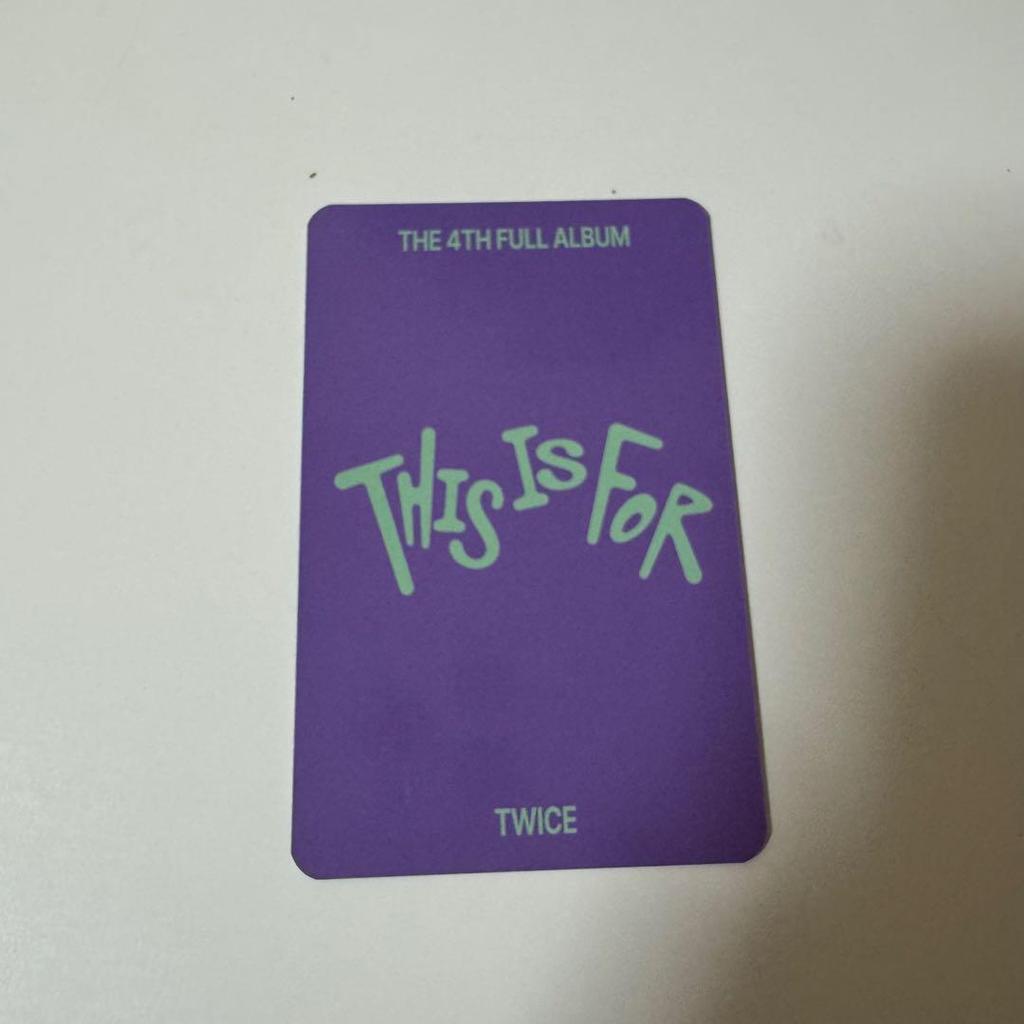 THE 4TH FULL ALBUM
THIS IS FOR
TWICE